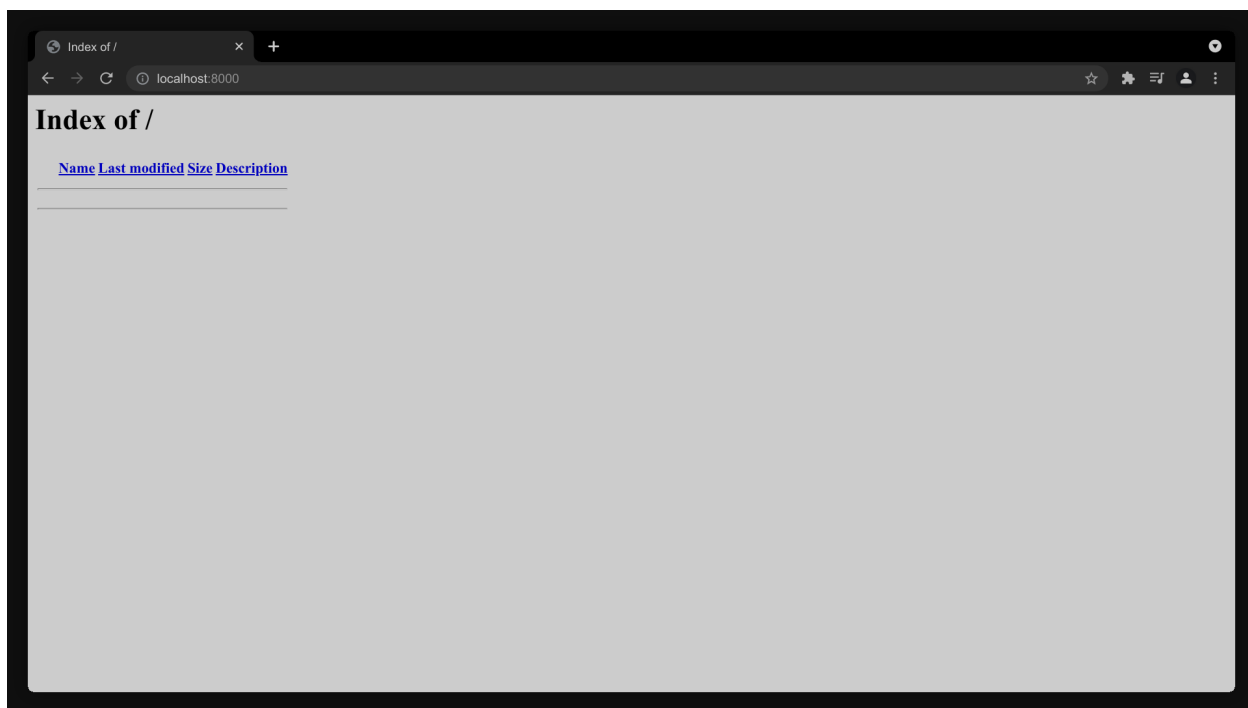 Index of /
localhost:8000
Index of /
Name Last modified Size Description